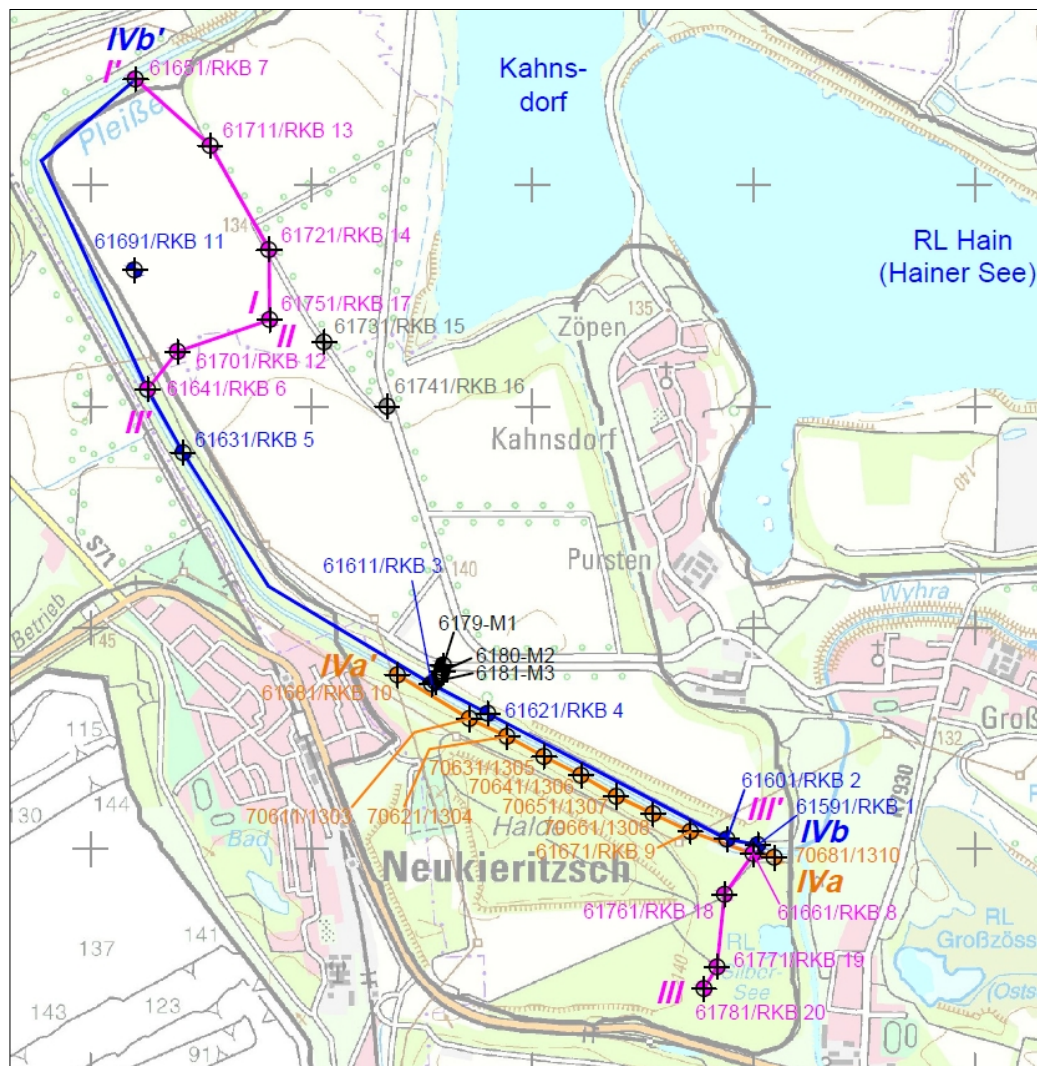 IVb'
I'
61651/RKB 7
Kahns-
dorf
Pleiße
61711/RKB 13
61691/RKB 11
134
61721/RKB 14
RL Hain
(Hainer See)
I
61751/RKB 17
II
61731/RKB 15
135
Zöpen
61701/RKB 12
61641/RKB 6
61741/RKB 16
II'
61631/RKB 5
Kahnsdorf
140
S71
61611/RKB 3
140
Pursten
Wyhra
Betrieb
145
6179-M1
6180-M2
6181-M3
IVa'
61681/RKB 10
61621/RKB 4
Groß
132
115
70631/1305
70641/1306
70651/1307
70661/1308
61601/RKB 2
61591/RKB 1
III'
70611/1303
70621/1304
Halde
61671/RKB 9
IVb
70681/1310
IVa
130
144
Bad
Neukieritzsch
61761/RKB 18
61661/RKB 8
137
141
RL
Großzöss
(Osts
140
61771/RKB 19
RL
Silber-
See
III
61781/RKB 20
143
123
91